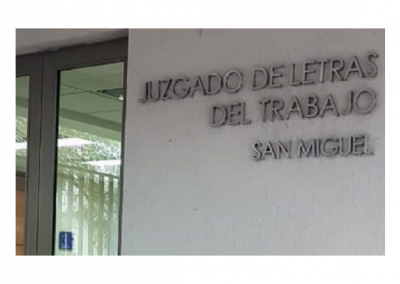 JUZGADO DE LETRAS
DEL TRABAJO
SAN MIGUEL